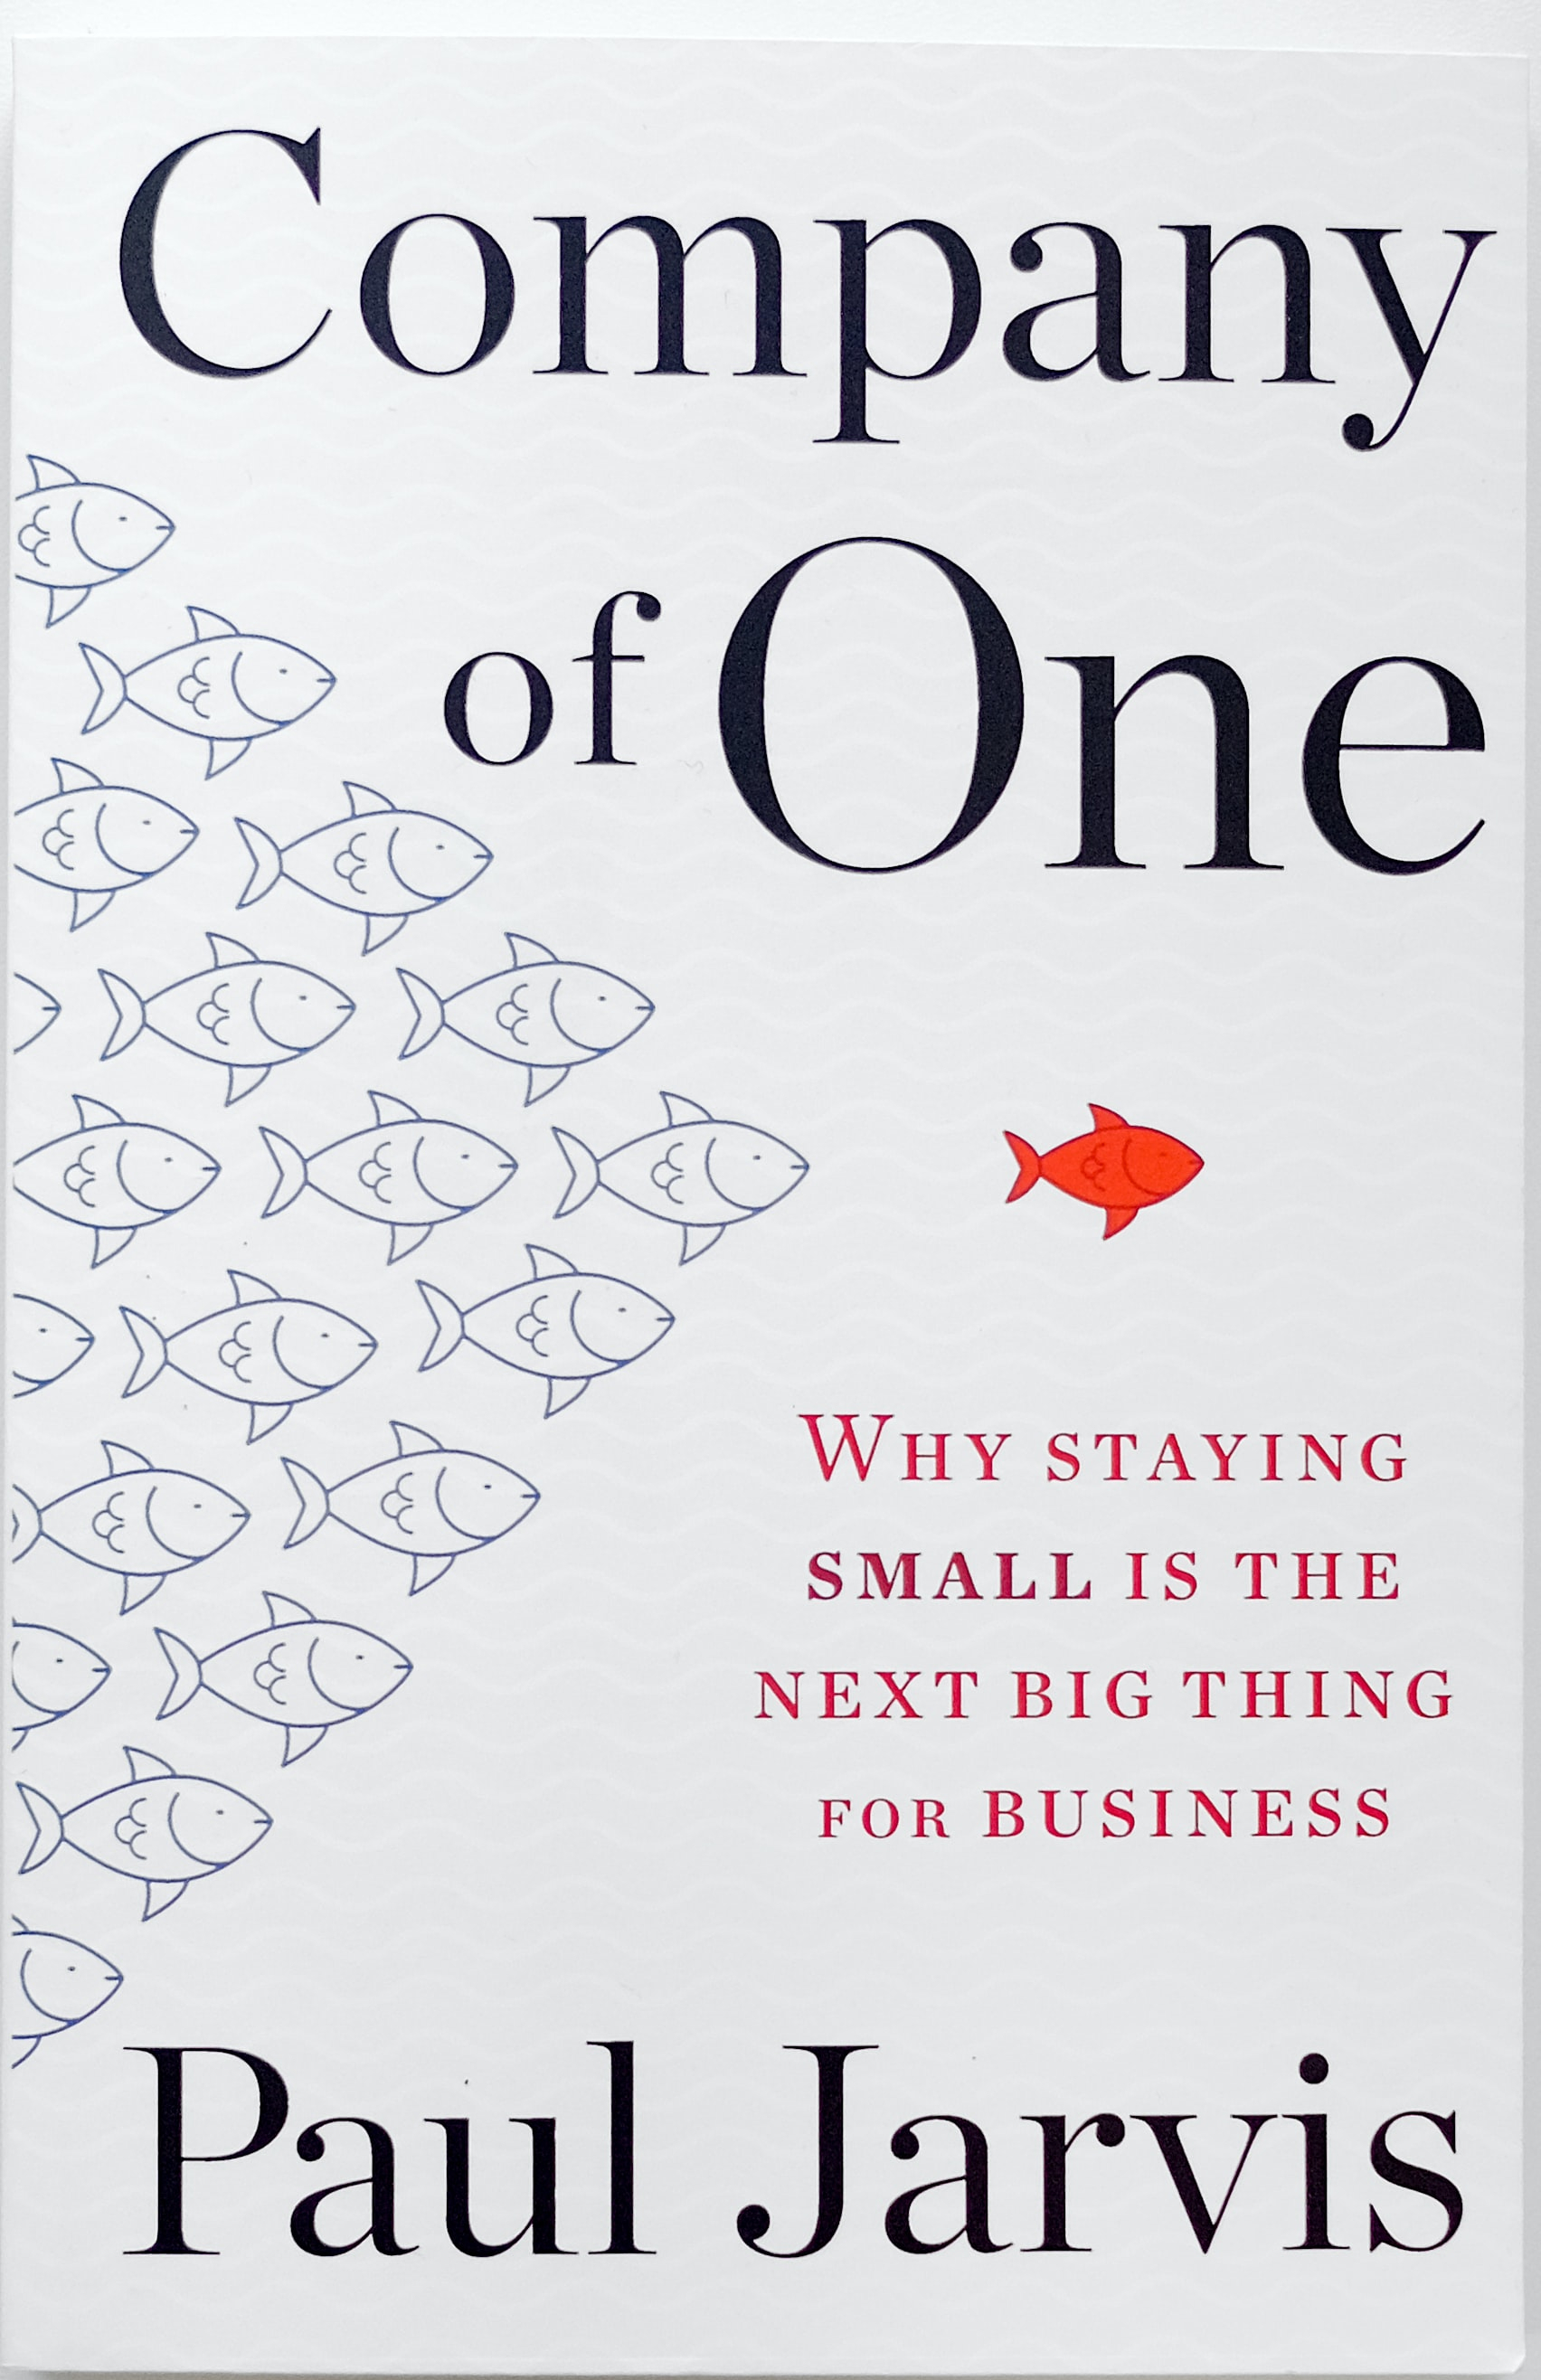 Company
of One
WHY STAYING
SMALL IS THE
NEXT BIG THING
FOR BUSINESS
Paul Jarvis